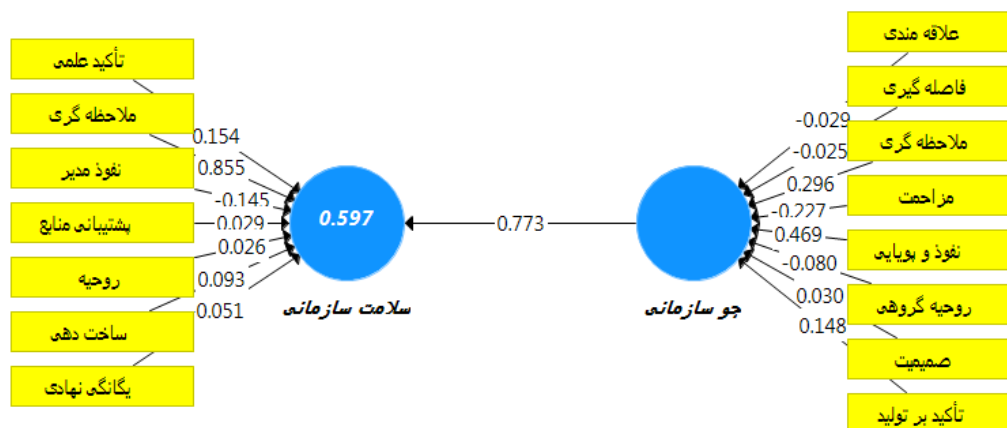 تأکید علمی
ملاحظه گری
نفوذ مدیر
پشتیبانی منابع
روحیه
ساخت دهی
یگانگی نهادی
0.154
0.855
-0.145
0.029
0.026
0.093
0.051
0.597
سلامت سازمانی
0.773
جو سازمانی
-0.029
-0.025
0.296
-0.227
0.469
-0.080
0.030
0.148
علاقه مندی
فاصله گیری
ملاحظه گری
مزاحمت
نفوذ و پویایی
روحیه گروهی
صمیمیت
تأکید بر تولید